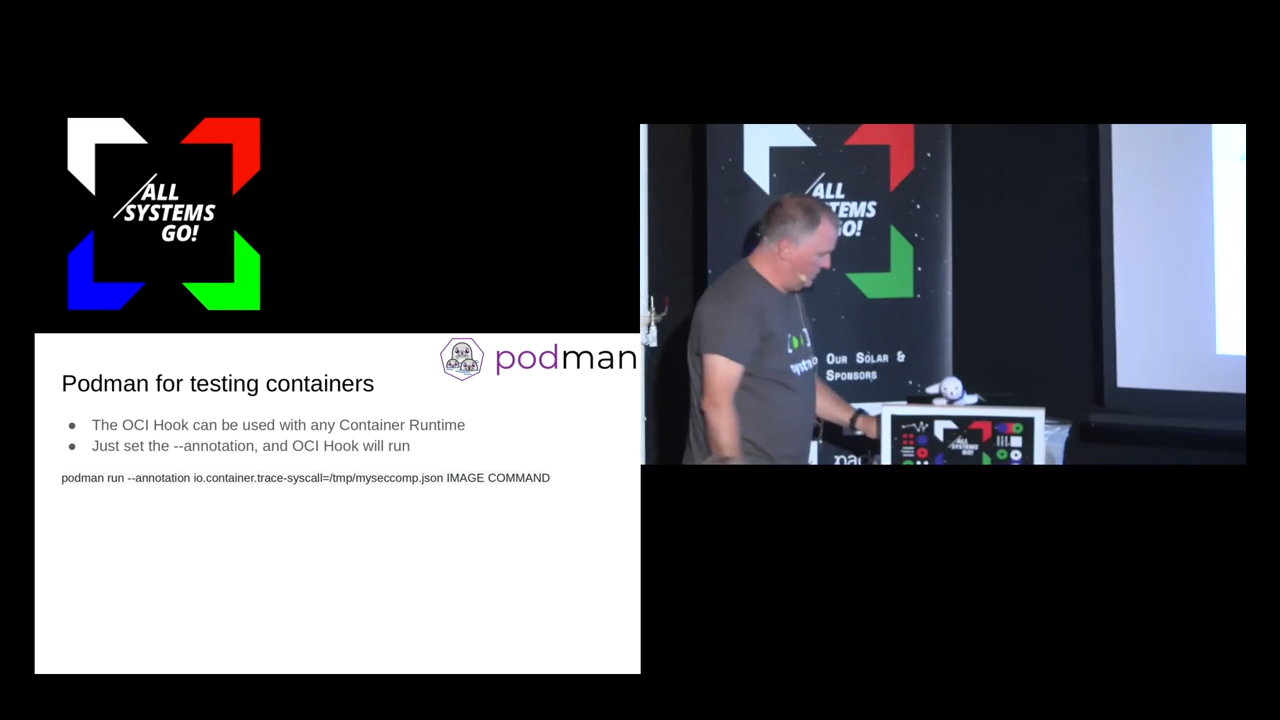 ALL
SYSTEMS
GO!
podman
Podman for testing containers
● The OCI Hook can be used with any Container Runtime
● Just set the --annotation, and OCI Hook will run
podman run --annotation io.container.trace-syscall=/tmp/myseccomp.json IMAGE COMMAND
ALL
GO!
OUR SOLAR &
SPONSORS
ALL
SYSTEMS
GO!